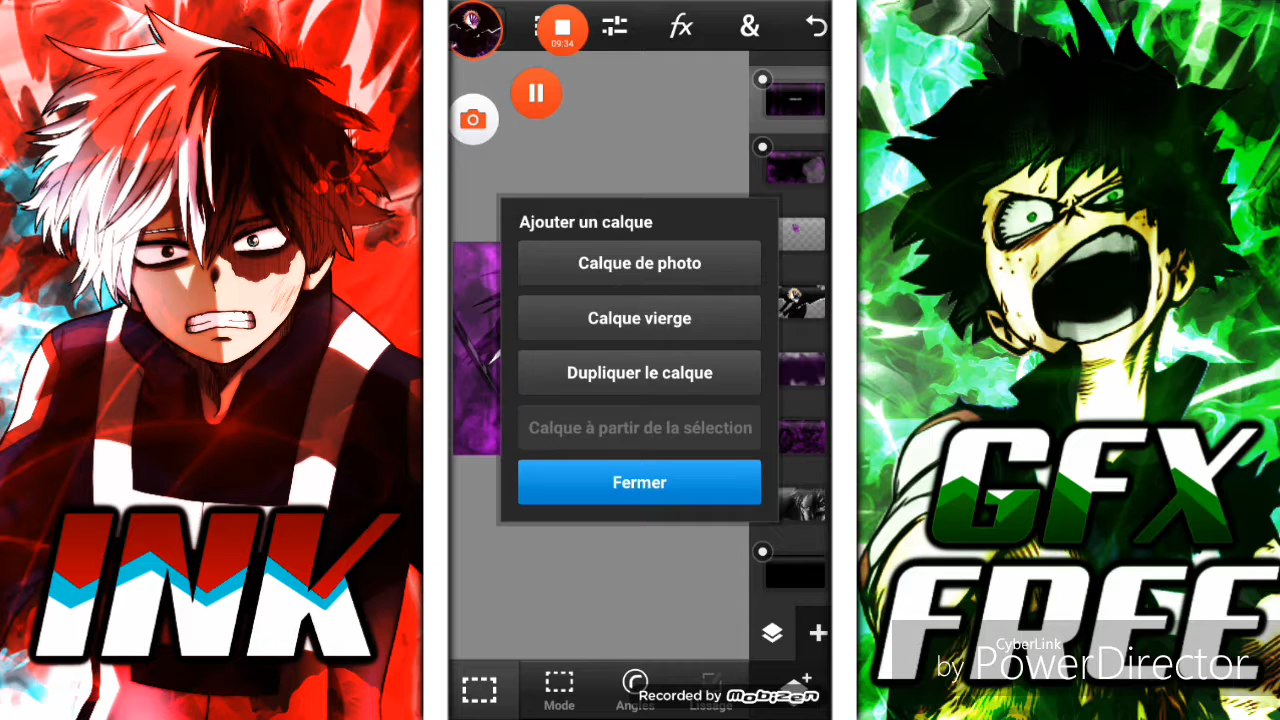 09:34
fx
&
Ajouter un calque
Calque de photo
Calque vierge
Dupliquer le calque
Calque à partir de la sélection
Fermer
INK
GFX
FREE
CyberLink
by PowerDirector
Mode
Angles
Lissage
Recorded by mobizen